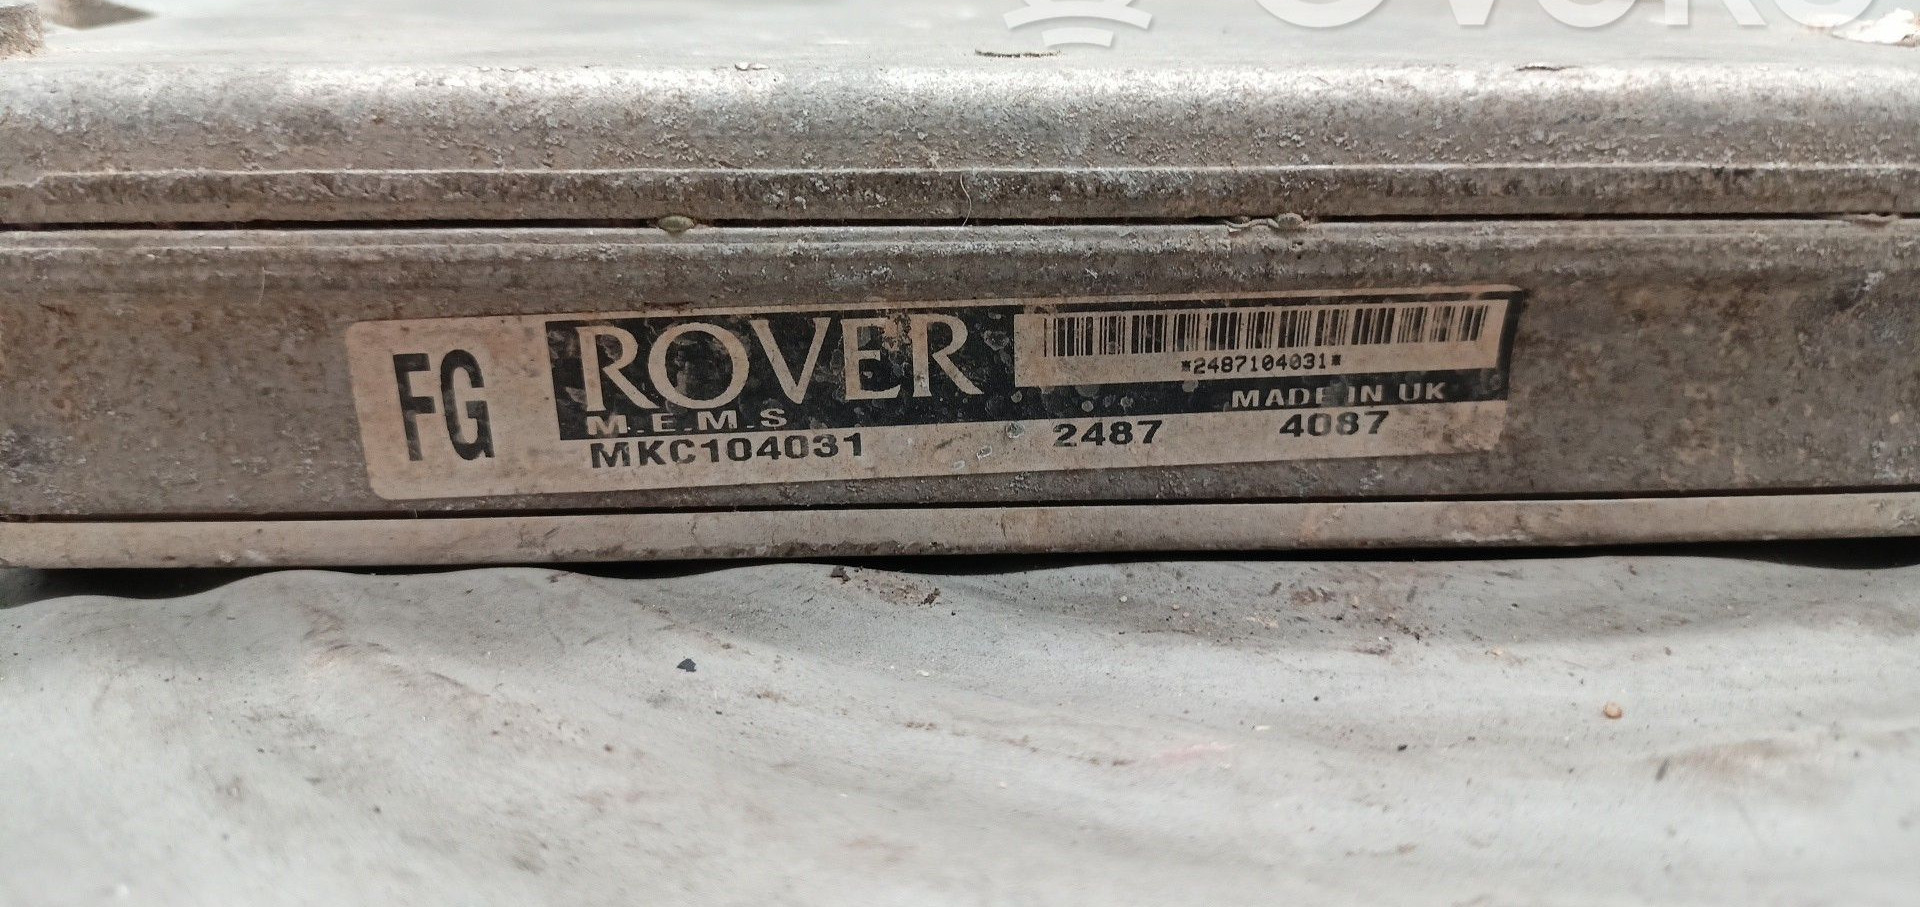 FG
ROVER
*2487104031*
M.E.M.S
MADE IN UK
MKC104031 2487 4087